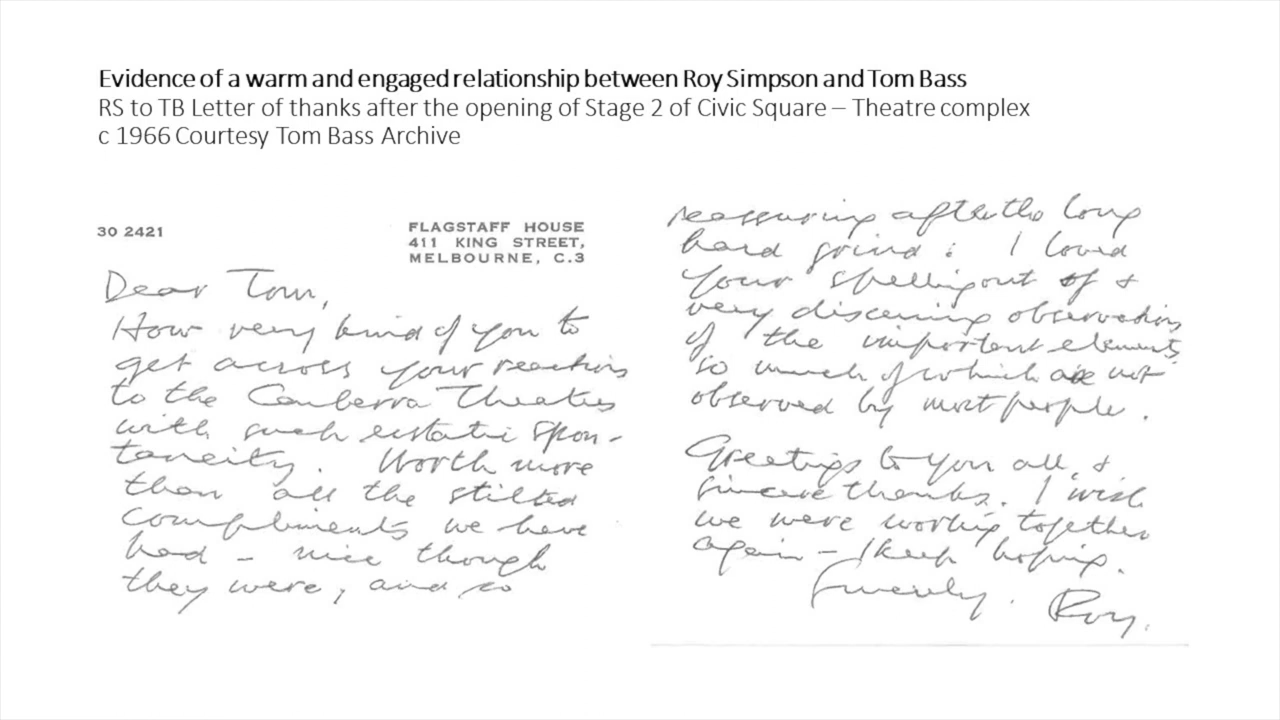 Evidence of a warm and engaged relationship between Roy Simpson and Tom Bass
RS to TB Letter of thanks after the opening of Stage 2 of Civic Square – Theatre complex
c 1966 Courtesy Tom Bass Archive
30 2421
FLAGSTAFF HOUSE
411 KING STREET,
MELBOURNE, C.3
Dear Tom,
How very kind of you to
get across your reactions
to the Canberra Theatres
with such ecstatic spon-
taneity. Worth more
than all the stilted
compliments we have
had – nice though
they were, and so
reassuring after the long
hard grind: I loved
your spelling out of &
very discerning observations
of the important elements
so much of which are not
observed by most people.
Greetings to you all, &
sincere thanks. I wish
we were working together
again – I keep hoping.
Sincerely. Roy.